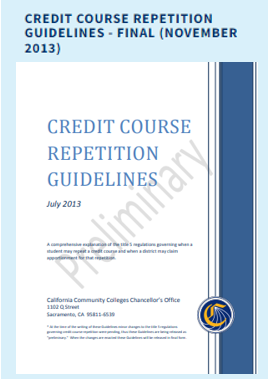 CREDIT COURSE REPETITION
GUIDELINES - FINAL (NOVEMBER
2013)
CREDIT COURSE
REPETITION
GUIDELINES
July 2013
Preliminary
A comprehensive explanation of the title 5 regulations governing when a
student may repeat a credit course and when a district may claim
apportionment for that repetition.
California Community Colleges Chancellor's Office
1102 Q Street
Sacramento, CA 95811-6539
* At the time of the writing of these Guidelines minor changes to the title 5 regulations
governing credit course repetition were pending, thus these Guidelines are being released as
"preliminary." When the changes are enacted these Guidelines will be released in final form.